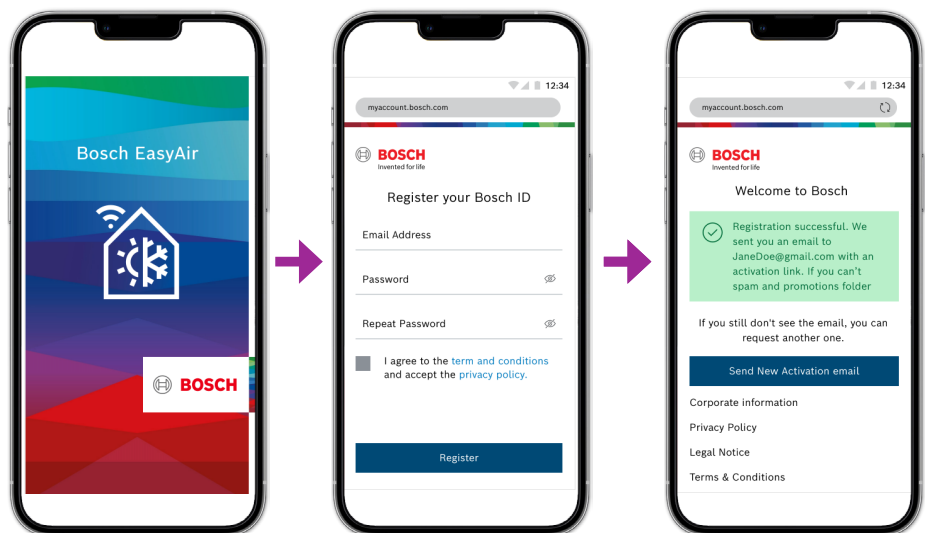 Bosch EasyAir
BOSCH
12:34
myaccount.bosch.com
BOSCH
Invented for life
Register your Bosch ID
Email Address
Password
Repeat Password
I agree to the term and conditions
and accept the privacy policy.
Register
12:34
myaccount.bosch.com
BOSCH
Invented for life
Welcome to Bosch
Registration successful. We
sent you an email to
JaneDoe@gmail.com with an
activation link. If you can't
spam and promotions folder
If you still don't see the email, you can
request another one.
Send New Activation email
Corporate information
Privacy Policy
Legal Notice
Terms & Conditions